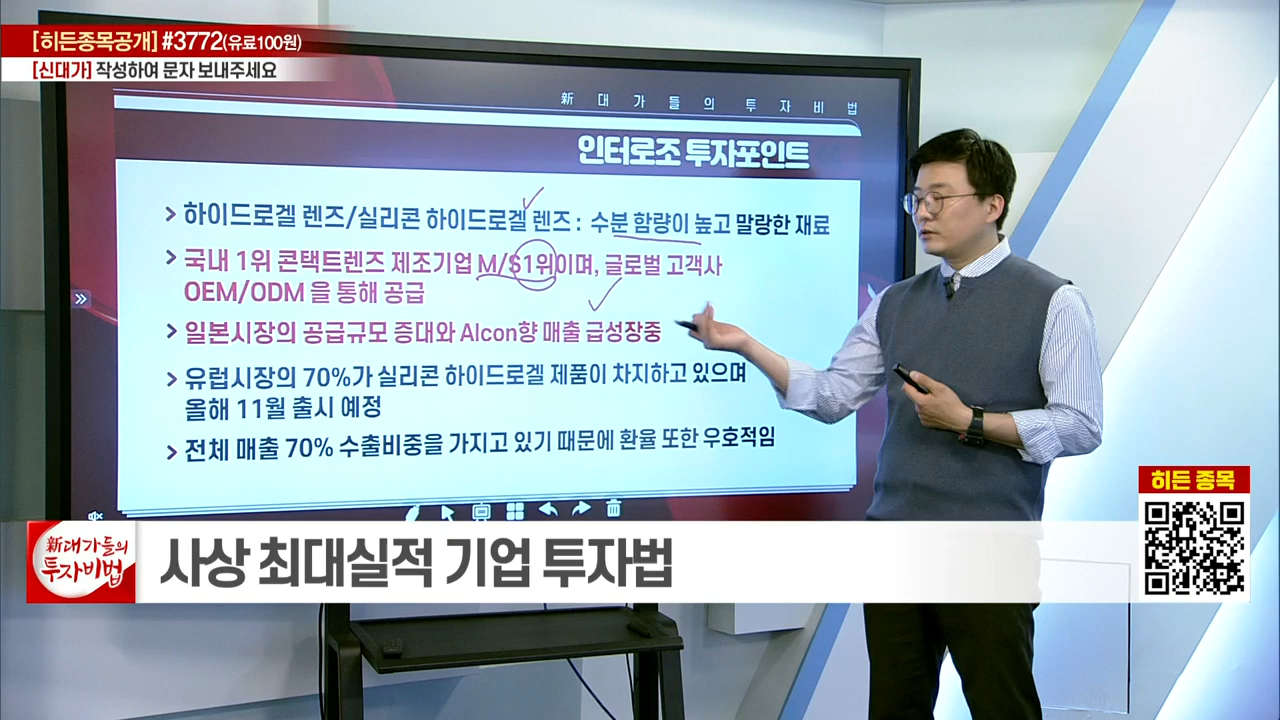 [히든종목공개] #3772(유료100원)
[신대가] 작성하여 문자 보내주세요
新 대 가 들 의 투 자 비 법
인터로조 투자포인트
하이드로겔 렌즈/실리콘 하이드로겔 렌즈 : 수분 함량이 높고 말랑한 재료
국내 1위 콘택트렌즈 제조기업 M/S1위이며, 글로벌 고객사
OEM/ODM 을 통해 공급
일본시장의 공급규모 증대와 Alcon향 매출 급성장중
유럽시장의 70%가 실리콘 하이드로겔 제품이 차지하고 있으며
올해 11월 출시 예정
전체 매출 70% 수출비중을 가지고 있기 때문에 환율 또한 우호적임
히든 종목
新대가들의
투자비법
사상 최대실적 기업 투자법